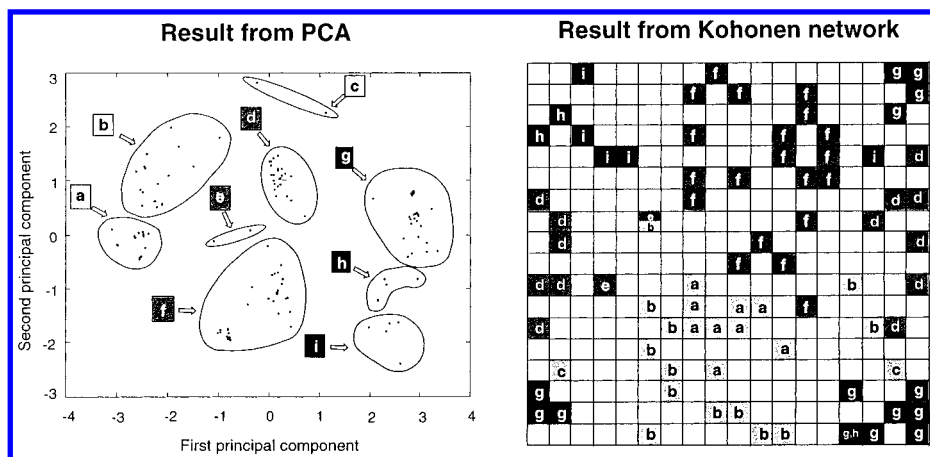 Result from PCA
3
2
1
0
-1
-2
-3
-4 -3 -2 -1 0 1 2 3 4
Second principal component
First principal component
c
b
d
g
a
e
h
f
i
Result from Kohonen network
i f g g
f f f g
h f g
h i f f f
i i f f i d
f f f f
d f d d
d e f d
b
d f d
f f
d d e a b d
b a a a f
d b a a a b d
b a
c b a c
g b g g
g g b b g g
b b b g,h g g